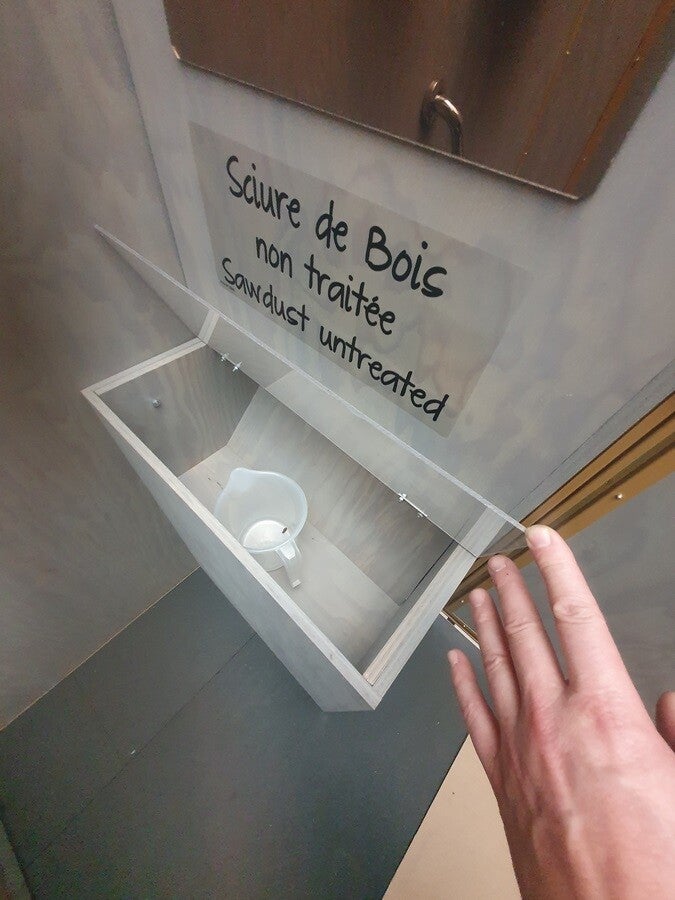 Sciure de Bois
non traitée
Sawdust untreated